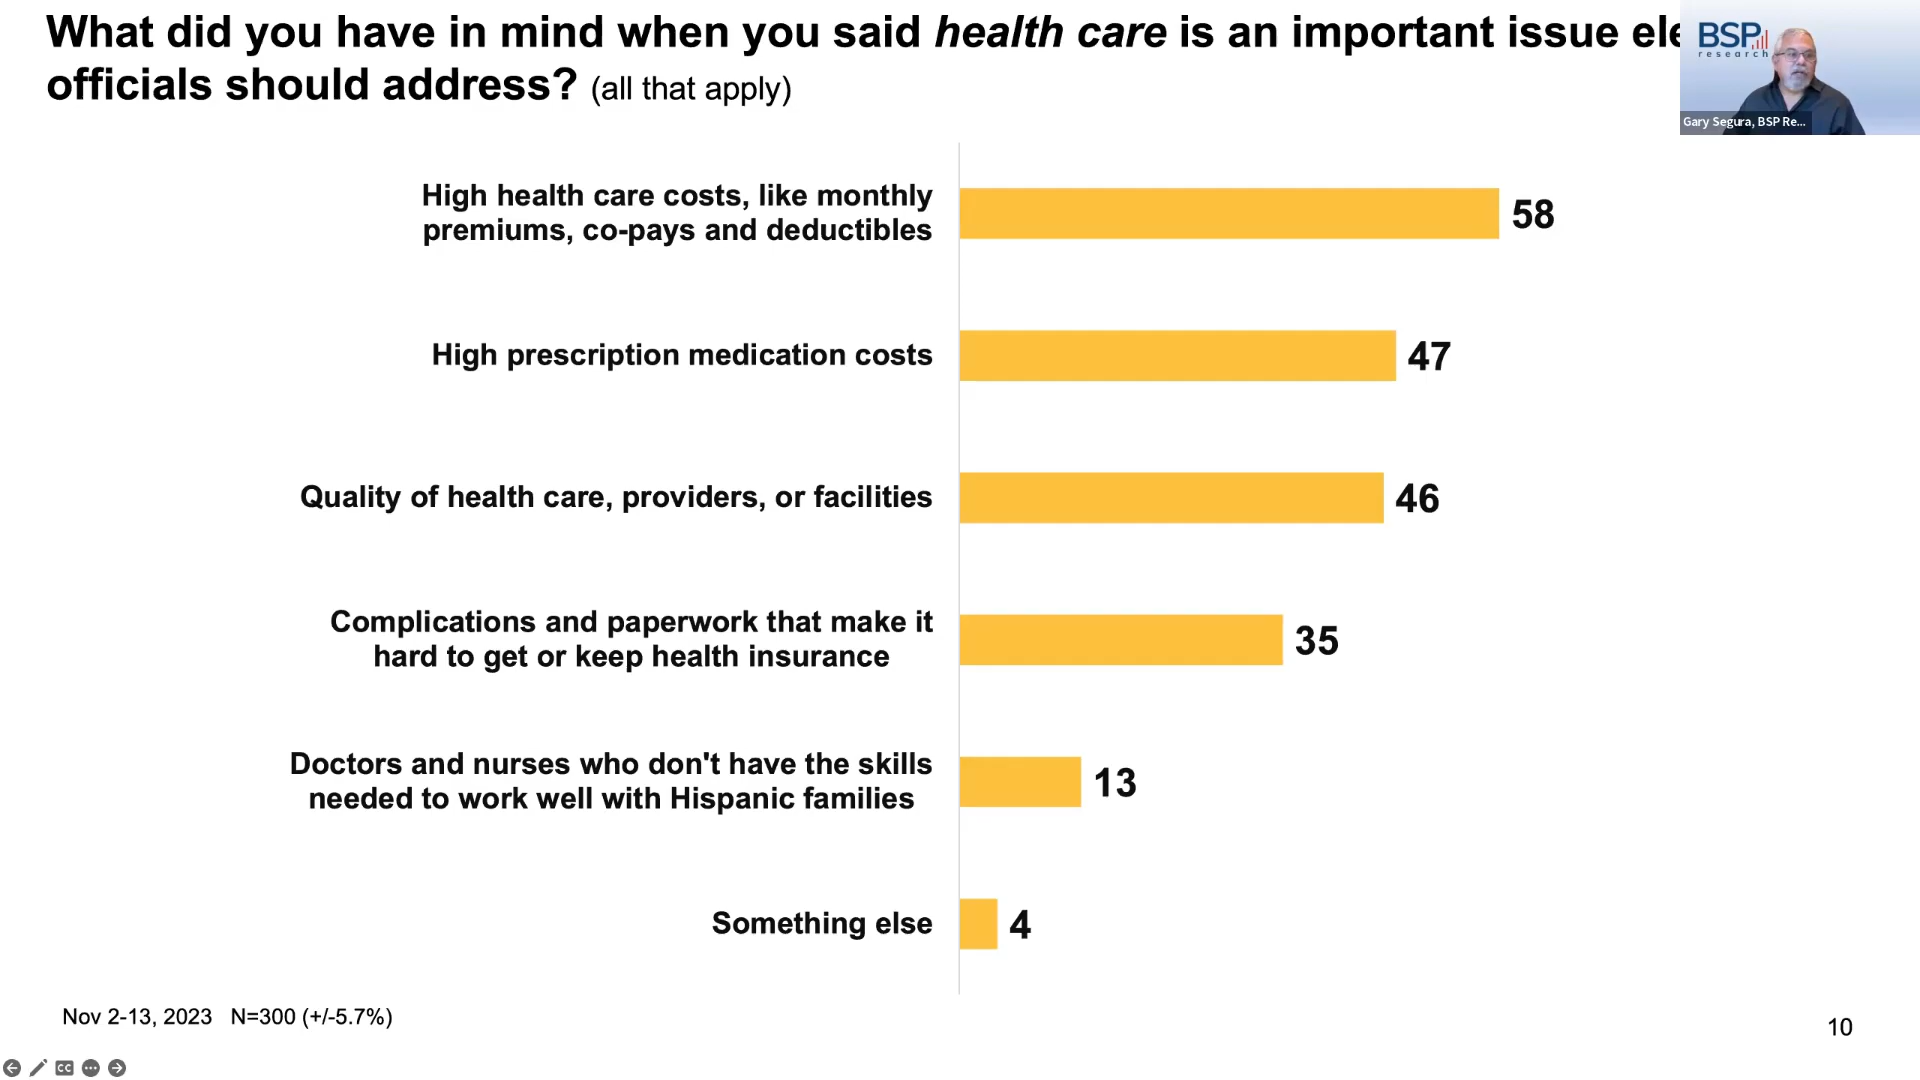 What did you have in mind when you said health care is an important issue ele
officials should address? (all that apply)
BSP
research
Gary Segura, BSP Re...
High health care costs, like monthly
premiums, co-pays and deductibles
58
High prescription medication costs
47
Quality of health care, providers, or facilities
46
Complications and paperwork that make it
hard to get or keep health insurance
35
Doctors and nurses who don't have the skills
needed to work well with Hispanic families
13
Something else
4
Nov 2-13, 2023 N=300 (+/-5.7%)
10
CC